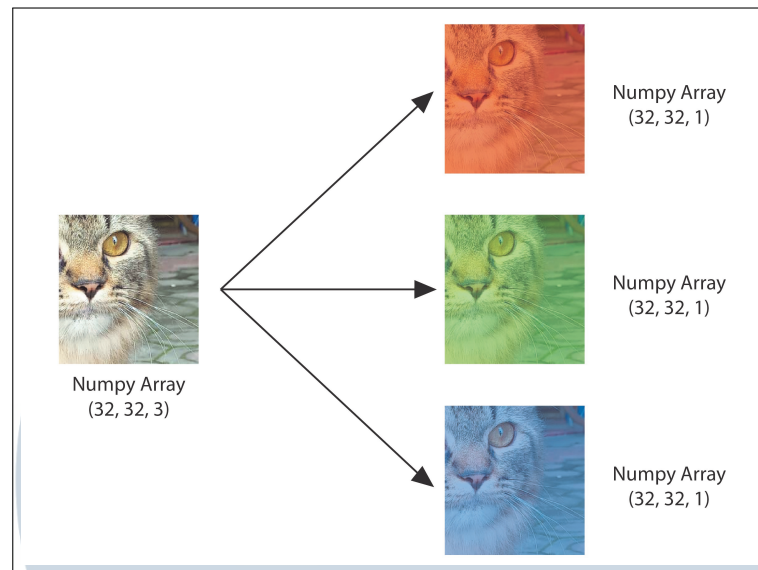 Numpy Array
(32, 32, 1)
Numpy Array
(32, 32, 3)
Numpy Array
(32, 32, 1)
Numpy Array
(32, 32, 1)